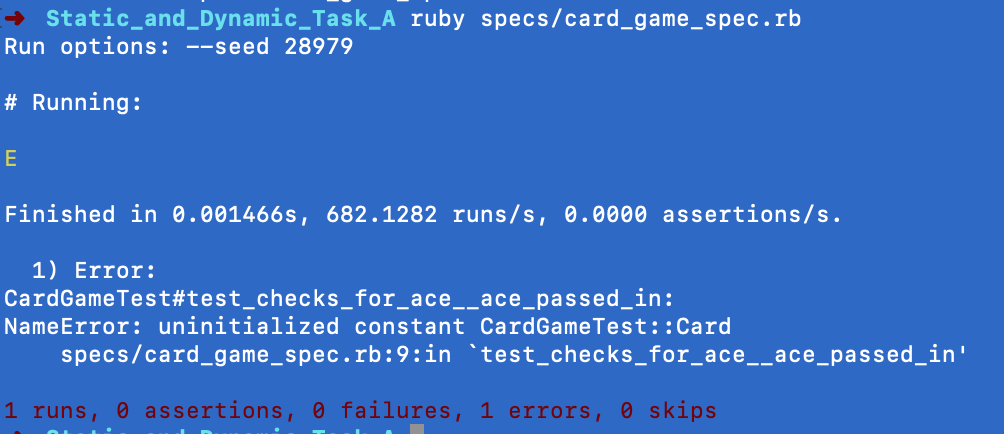 ➜ Static_and_Dynamic_Task_A ruby specs/card_game_spec.rb
Run options: --seed 28979
# Running:
E
Finished in 0.001466s, 682.1282 runs/s, 0.0000 assertions/s.
1) Error:
CardGameTest#test_checks_for_ace__ace_passed_in:
NameError: uninitialized constant CardGameTest::Card
specs/card_game_spec.rb:9:in `test_checks_for_ace__ace_passed_in'
1 runs, 0 assertions, 0 failures, 1 errors, 0 skips
➜ Static_and_Dynamic_Task_A